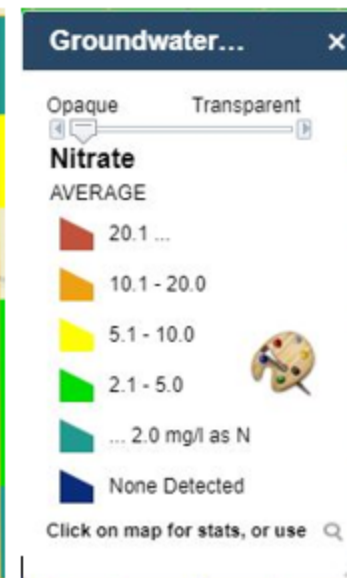 Groundwater... ×
Opaque Transparent
Nitrate
AVERAGE
20.1 ...
10.1 - 20.0
5.1 - 10.0
2.1 - 5.0
... 2.0 mg/l as N
None Detected
Click on map for stats, or use